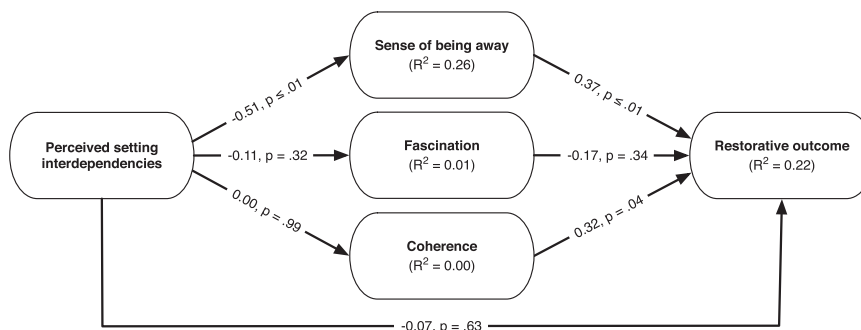 Sense of being away
(R² = 0.26)
-0.51, p ≤ .01
0.37, p ≤ .01
Perceived setting
interdependencies
-0.11, p = .32
Fascination
(R² = 0.01)
-0.17, p = .34
Restorative outcome
(R² = 0.22)
0.00, p = .99
Coherence
(R² = 0.00)
0.32, p = .04
-0.07, p = .63